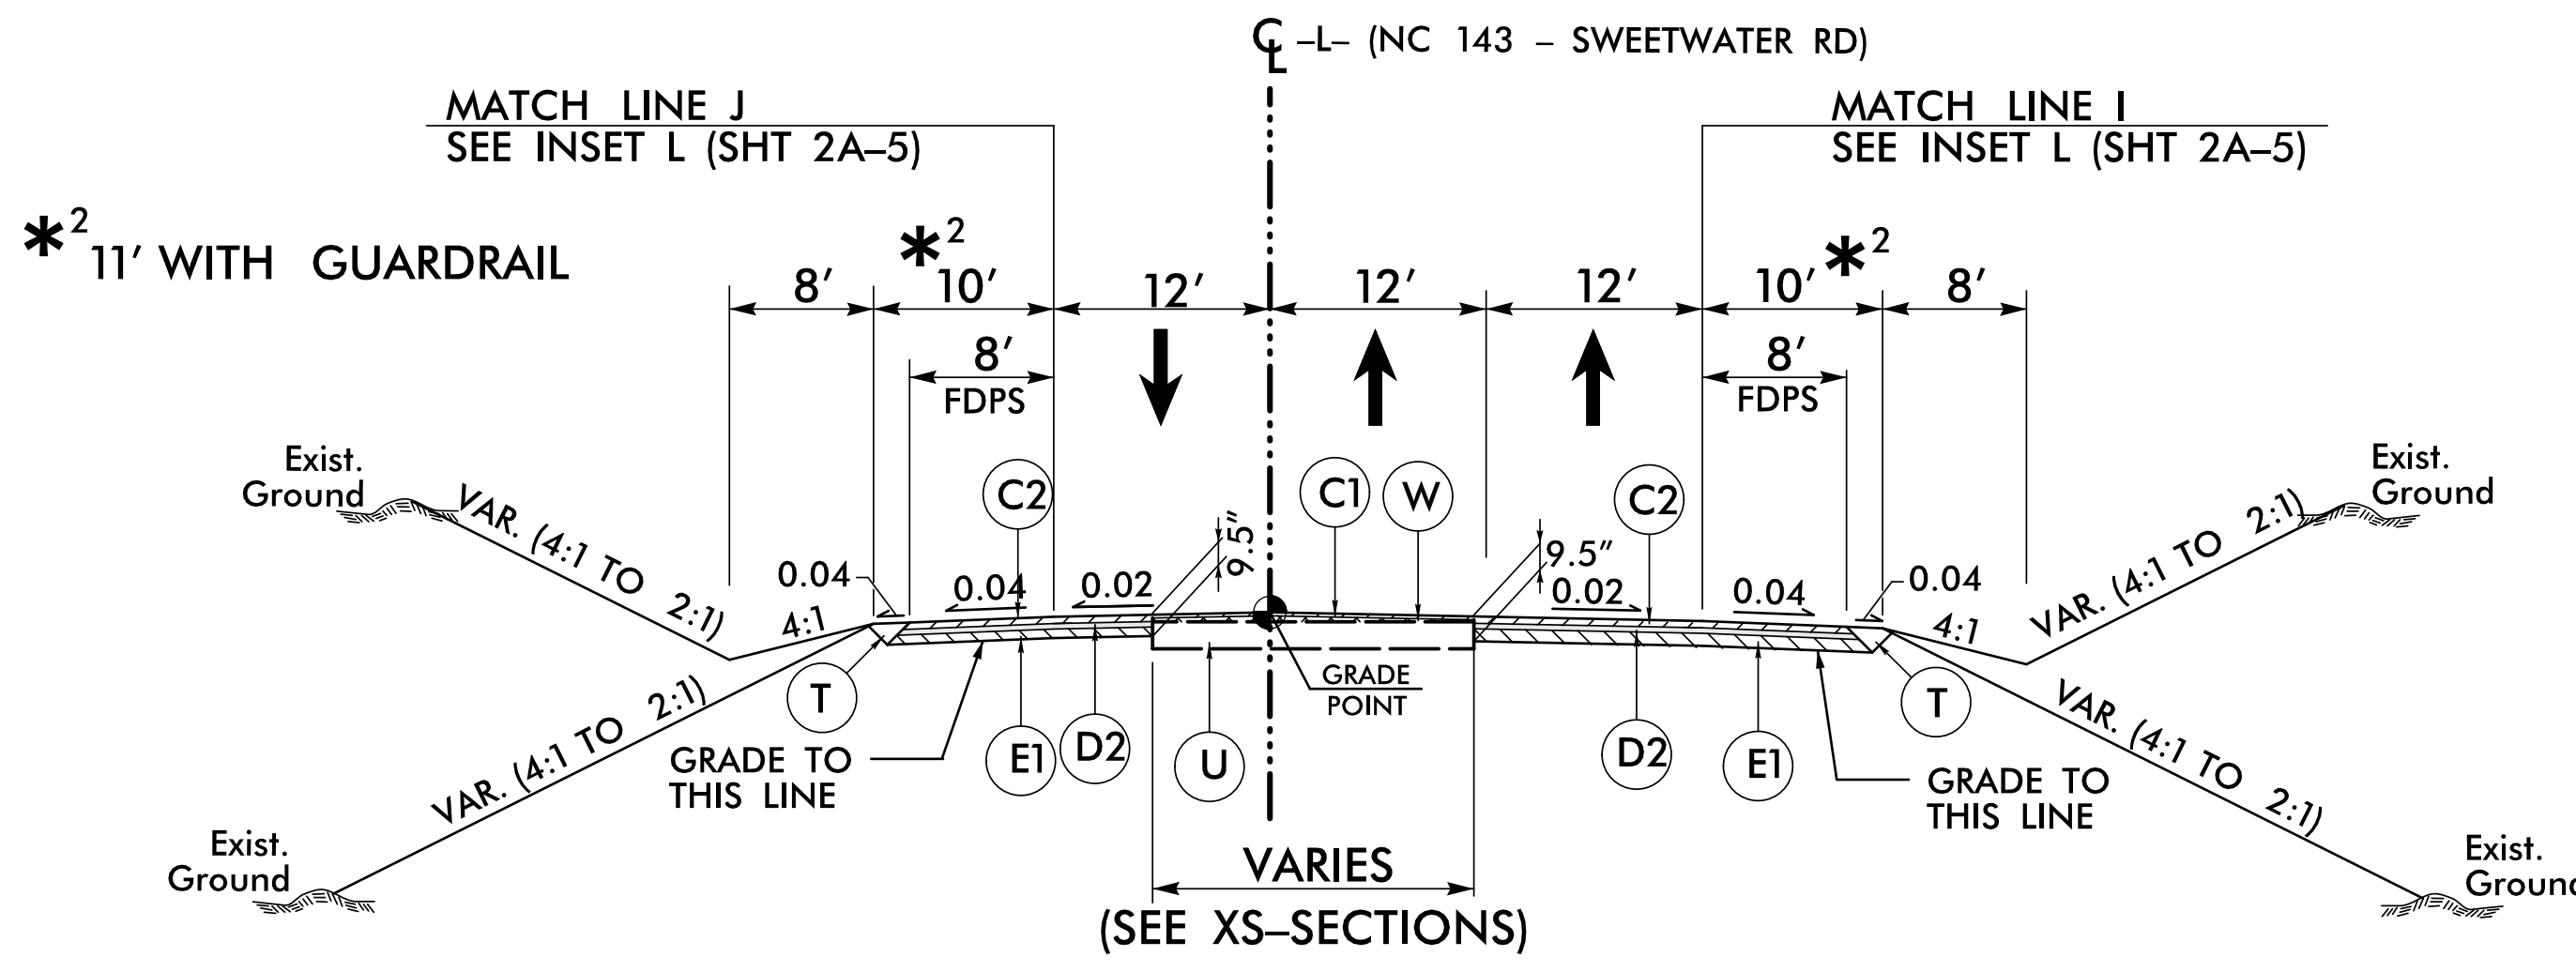 CL –L– (NC 143 – SWEETWATER RD)
MATCH LINE J
SEE INSET L (SHT 2A–5)
MATCH LINE I
SEE INSET L (SHT 2A–5)
*2 11' WITH GUARDRAIL
*2
*2
8'
10'
12'
12'
12'
10'
8'
8'
FDPS
8'
FDPS
Exist.
Ground
Exist.
Ground
C2
C1
W
C2
VAR. (4:1 TO 2:1)
VAR. (4:1 TO 2:1)
9.5"
9.5"
0.04
0.04
0.02
0.02
0.04
0.04
4:1
4:1
T
GRADE
POINT
T
VAR. (4:1 TO 2:1)
VAR. (4:1 TO 2:1)
GRADE TO
THIS LINE
E1
D2
U
D2
E1
GRADE TO
THIS LINE
Exist.
Ground
Exist.
Ground
VARIES
(SEE XS–SECTIONS)